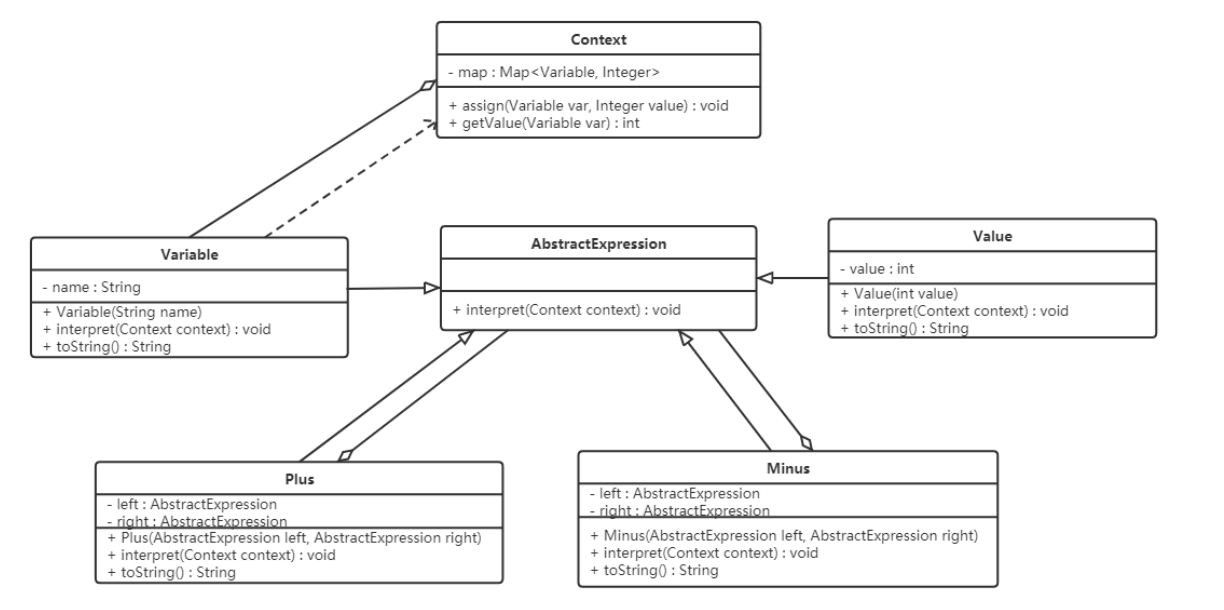 Context
- map : Map<Variable, Integer>
+ assign(Variable var, Integer value) : void
+ getValue(Variable var) : int
Variable
- name : String
+ Variable(String name)
+ interpret(Context context) : void
+ toString() : String
AbstractExpression
+ interpret(Context context) : void
Value
- value : int
+ Value(int value)
+ interpret(Context context) : void
+ toString() : String
Plus
- left : AbstractExpression
- right : AbstractExpression
+ Plus(AbstractExpression left, AbstractExpression right)
+ interpret(Context context) : void
+ toString() : String
Minus
- left : AbstractExpression
- right : AbstractExpression
+ Minus(AbstractExpression left, AbstractExpression right)
+ interpret(Context context) : void
+ toString() : String